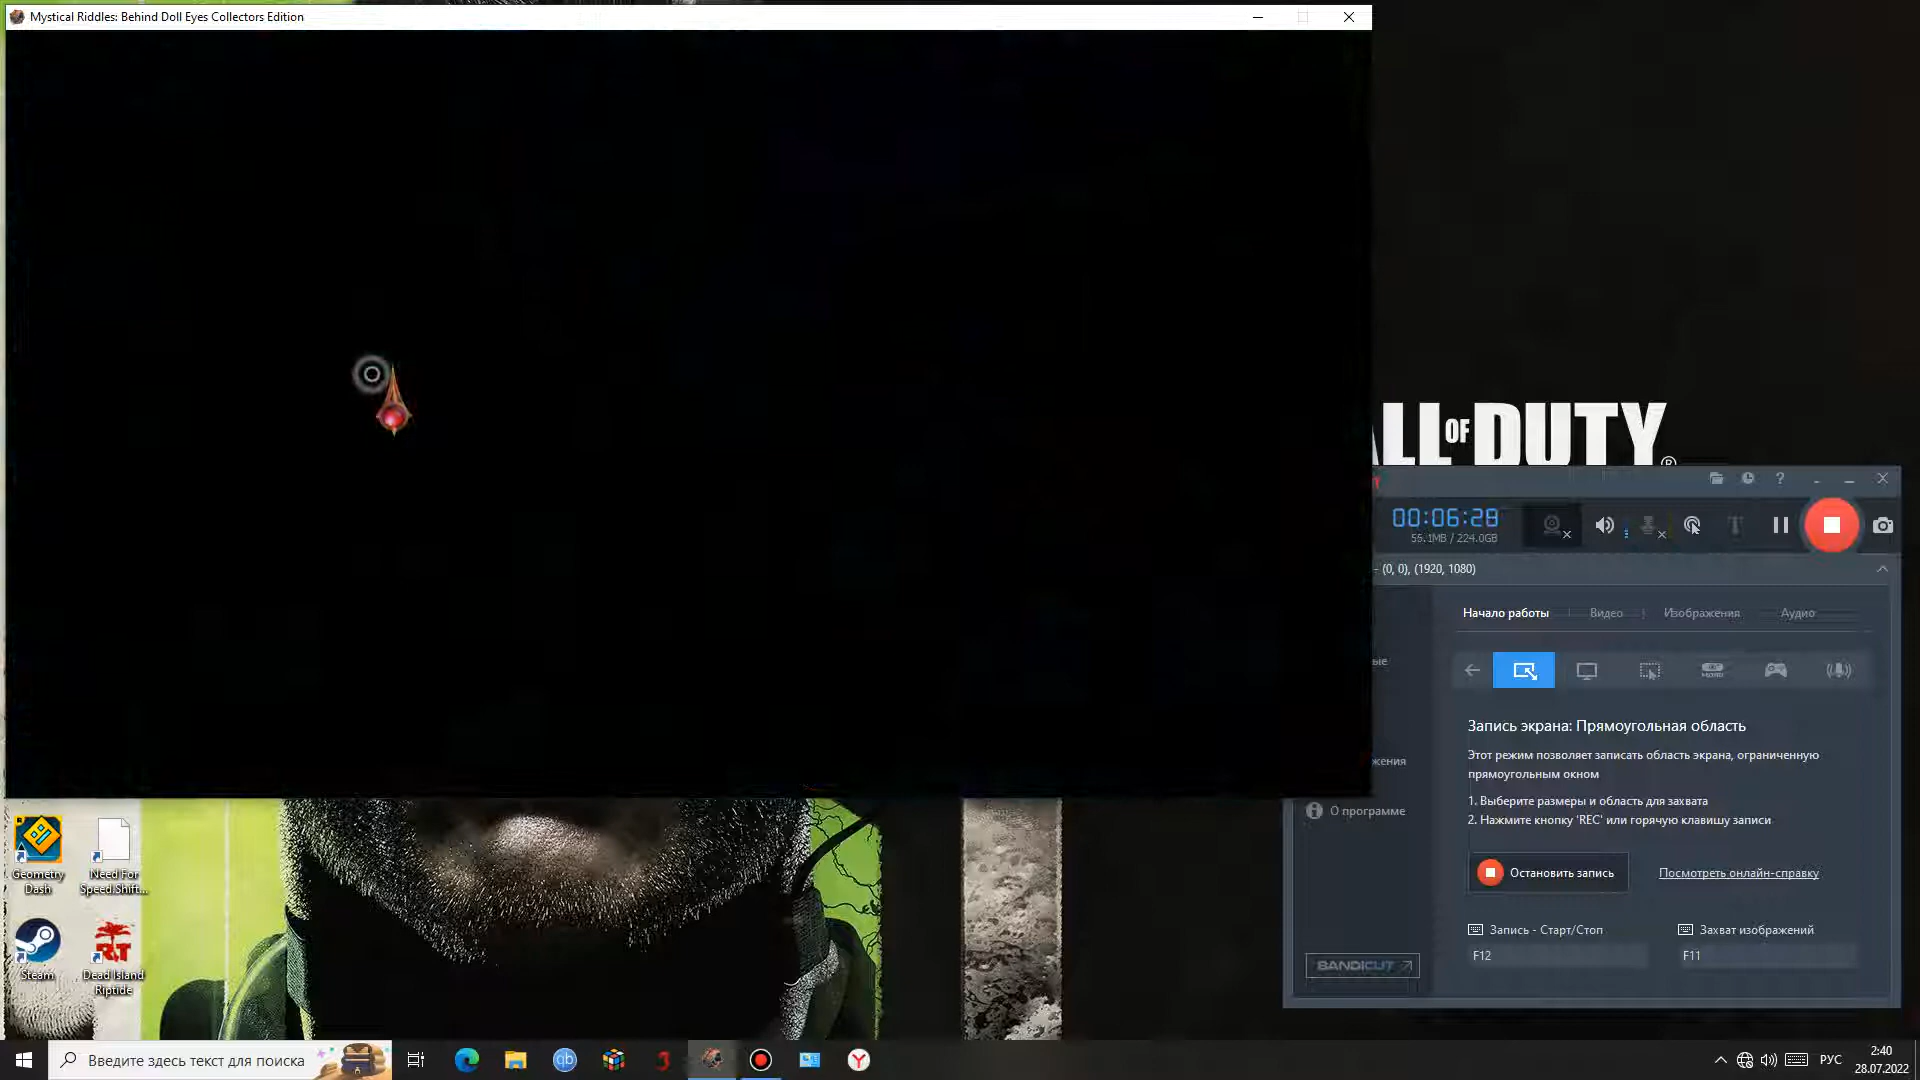 Mystical Riddles: Behind Doll Eyes Collectors Edition
ALL OF DUTY®
00:06:28
55.1MB / 224.0GB
- (0, 0), (1920, 1080)
Начало работы
Видео
Изображения
Аудио
ые
Запись экрана: Прямоугольная область
Этот режим позволяет записать область экрана, ограниченную
прямоугольным окном
жения
1. Выберите размеры и область для захвата
О программе
2. Нажмите кнопку 'REC' или горячую клавишу записи
Остановить запись
Посмотреть онлайн-справку
Запись - Старт/Стоп
Захват изображений
F12
F11
BANDICUT
Geometry
Dash
Need For
Speed.Shift...
Steam
Dead Island
Riptide
Введите здесь текст для поиска
РУС
2:40
28.07.2022